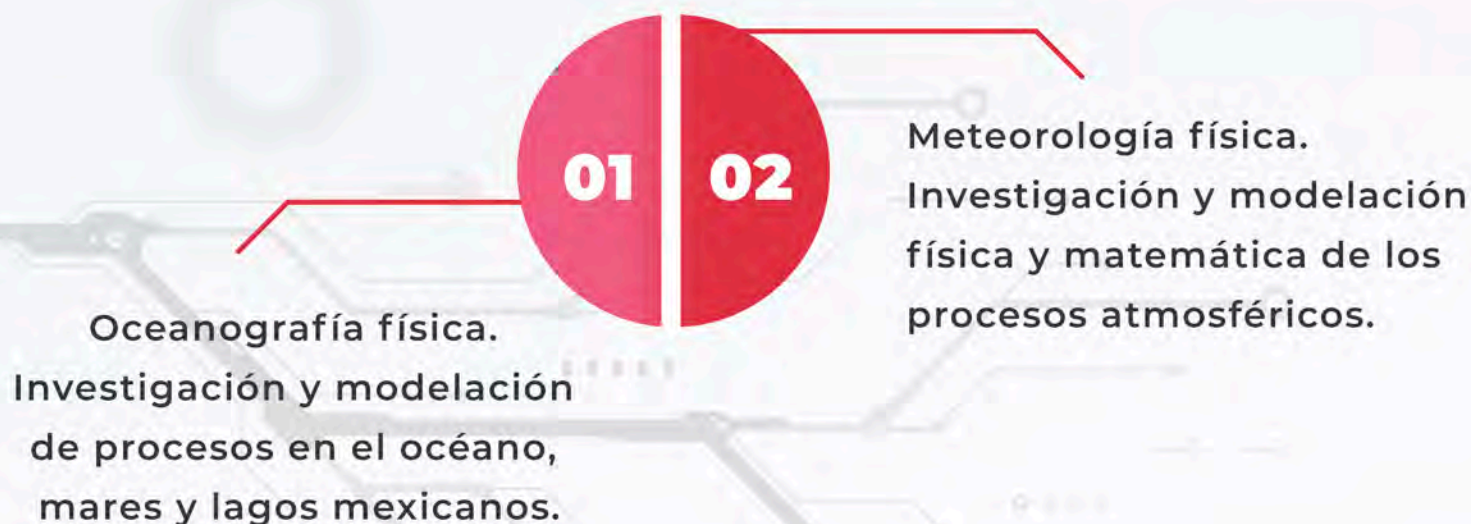 01
Oceanografía física.
Investigación y modelación
de procesos en el océano,
mares y lagos mexicanos.
02
Meteorología física.
Investigación y modelación
física y matemática de los
procesos atmosféricos.